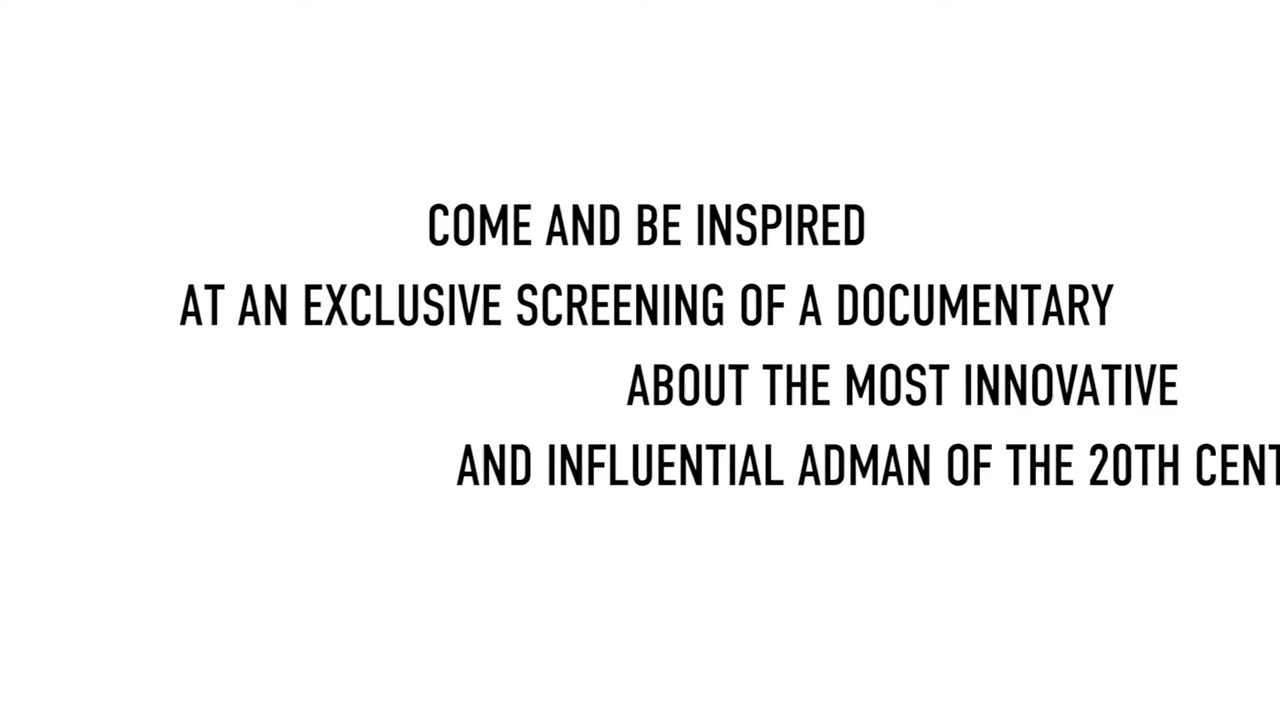 COME AND BE INSPIRED
AT AN EXCLUSIVE SCREENING OF A DOCUMENTARY
ABOUT THE MOST INNOVATIVE
AND INFLUENTIAL ADMAN OF THE 20TH CENT